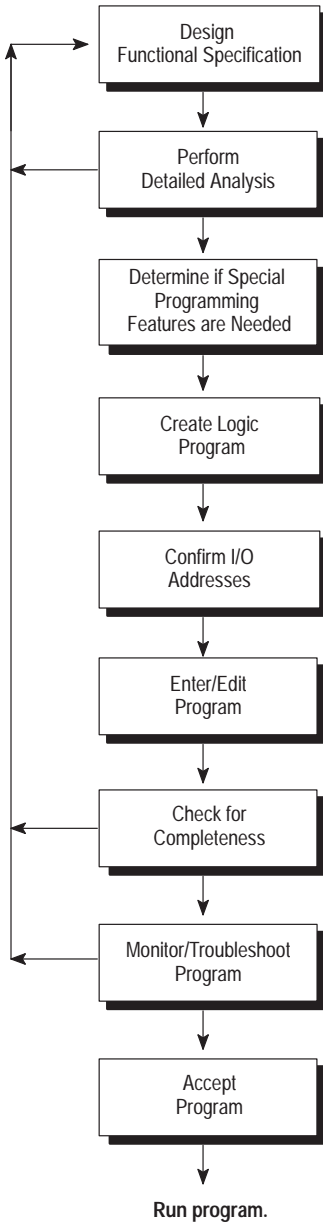 Design
Functional Specification
Perform
Detailed Analysis
Determine if Special
Programming
Features are Needed
Create Logic
Program
Confirm I/O
Addresses
Enter/Edit
Program
Check for
Completeness
Monitor/Troubleshoot
Program
Accept
Program
Run program.